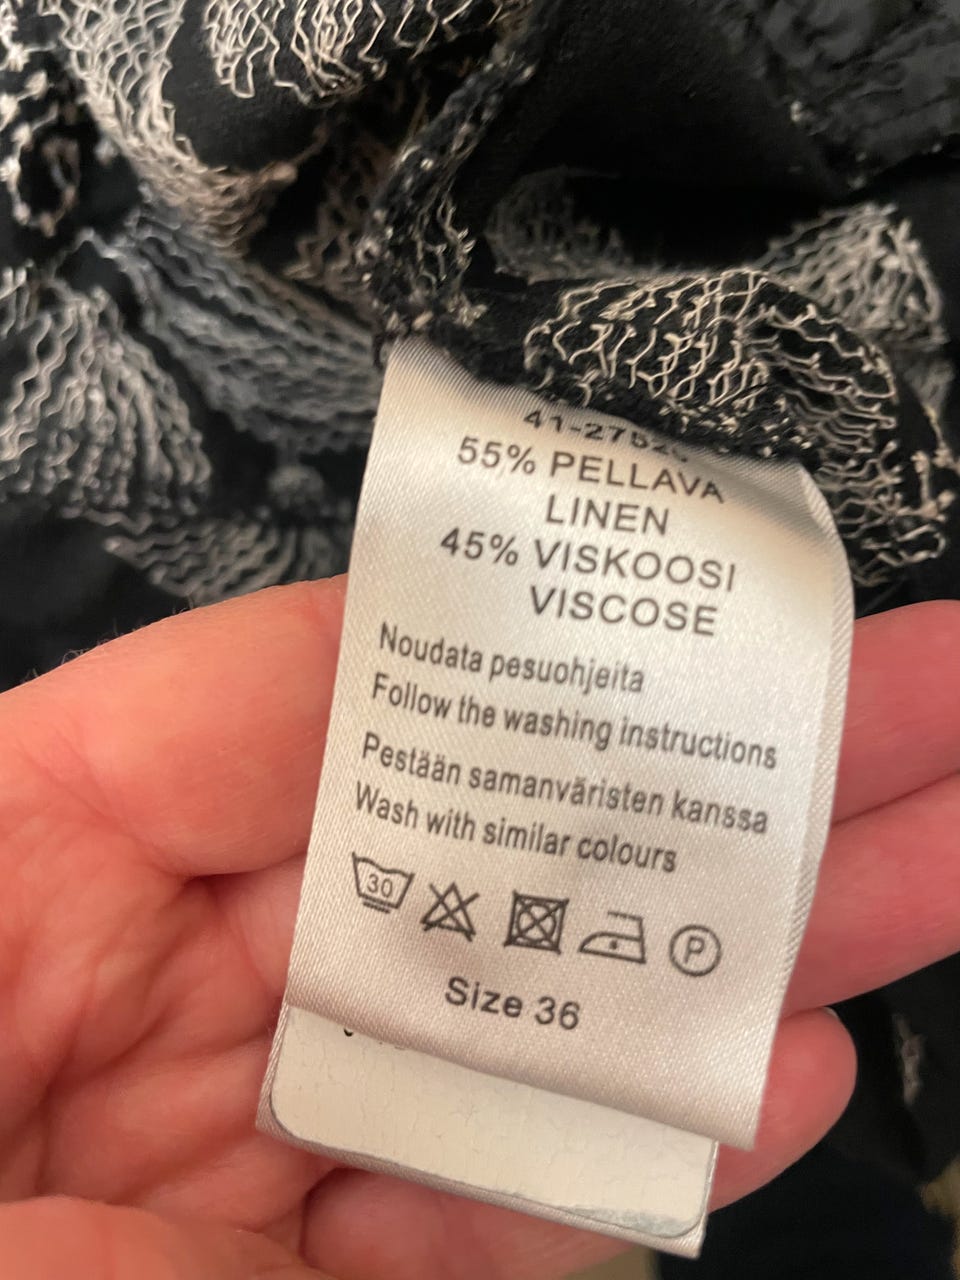 55% PELLAVA
LINEN
45% VISKOOSI
VISCOSE
Noudata pesuohjeita
Follow the washing instructions
Pestään samanväristen kanssa
Wash with similar colours
30
P
Size 36